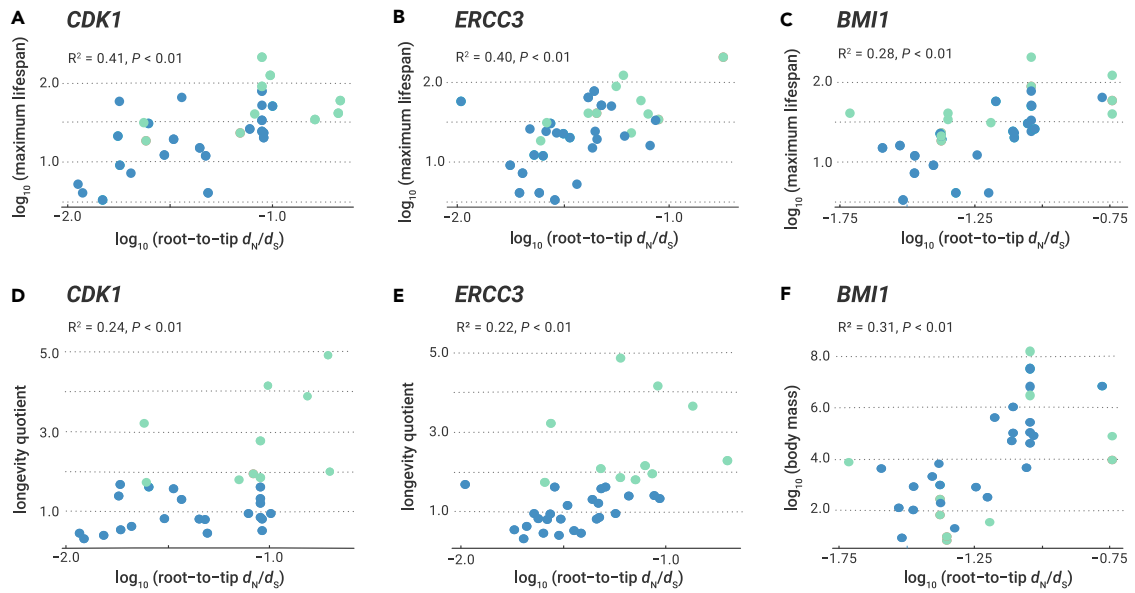 A CDK1
R² = 0.41, P < 0.01
log₁₀ (maximum lifespan)
2.0
1.0
−2.0 −1.0
log₁₀ (root−to−tip dN/dS)
B ERCC3
R² = 0.40, P < 0.01
log₁₀ (maximum lifespan)
2.0
1.0
−2.0 −1.0
log₁₀ (root−to−tip dN/dS)
C BMI1
R² = 0.28, P < 0.01
log₁₀ (maximum lifespan)
2.0
1.0
−1.75 −1.25 −0.75
log₁₀ (root−to−tip dN/dS)
D CDK1
R² = 0.24, P < 0.01
longevity quotient
5.0
3.0
1.0
−2.0 −1.0
log₁₀ (root−to−tip dN/dS)
E ERCC3
R² = 0.22, P < 0.01
longevity quotient
5.0
3.0
1.0
−2.0 −1.0
log₁₀ (root−to−tip dN/dS)
F BMI1
R² = 0.31, P < 0.01
log₁₀ (body mass)
8.0
6.0
4.0
2.0
−1.75 −1.25 −0.75
log₁₀ (root−to−tip dN/dS)